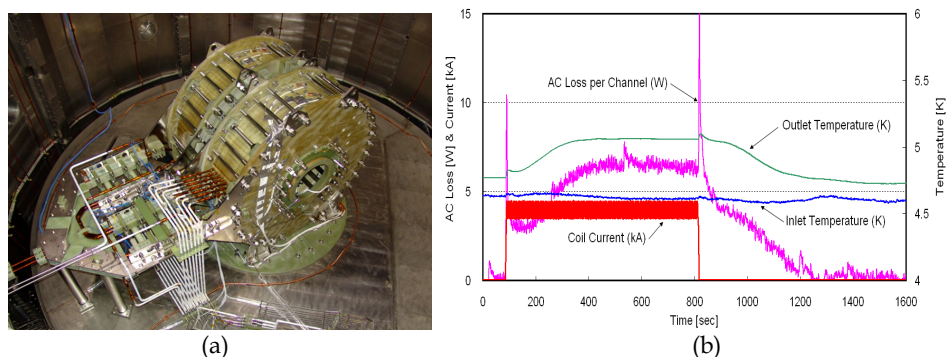 15
10
5
0
AC Loss [W] & Current [kA]
6
5.5
5
4.5
4
Temperature [K]
AC Loss per Channel (W)
Outlet Temperature (K)
Inlet Temperature (K)
Coil Current (kA)
0 200 400 600 800 1000 1200 1400 1600
Time [sec]
(a) (b)